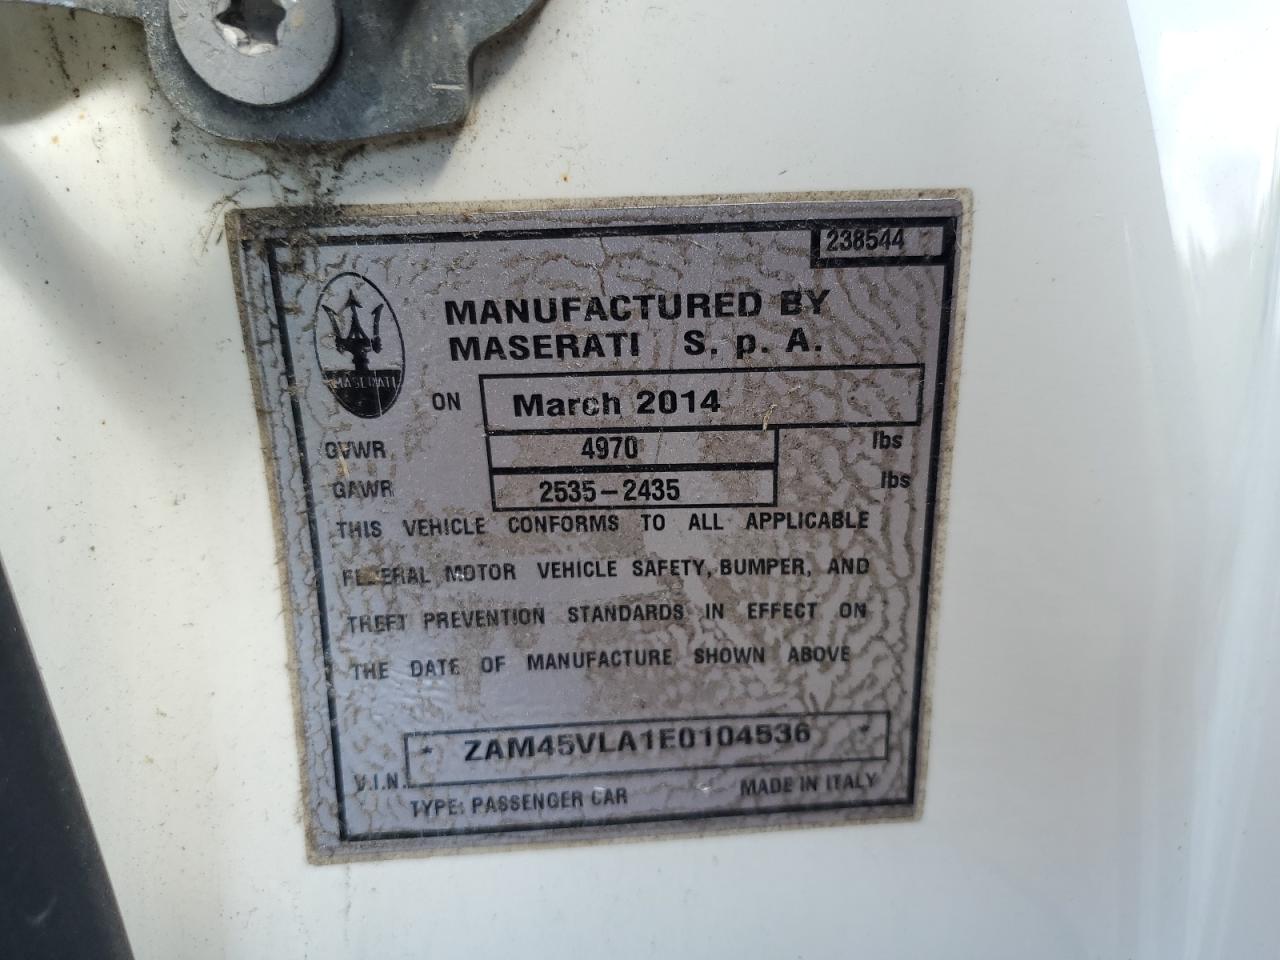 238544
MANUFACTURED BY
MASERATI S. p. A.
MASERATI
ON March 2014
GVWR 4970 lbs
GAWR 2535-2435 lbs
THIS VEHICLE CONFORMS TO ALL APPLICABLE
FEDERAL MOTOR VEHICLE SAFETY, BUMPER, AND
THEFT PREVENTION STANDARDS IN EFFECT ON
THE DATE OF MANUFACTURE SHOWN ABOVE
V.I.N. * ZAM45VLA1E0104536 *
TYPE: PASSENGER CAR MADE IN ITALY